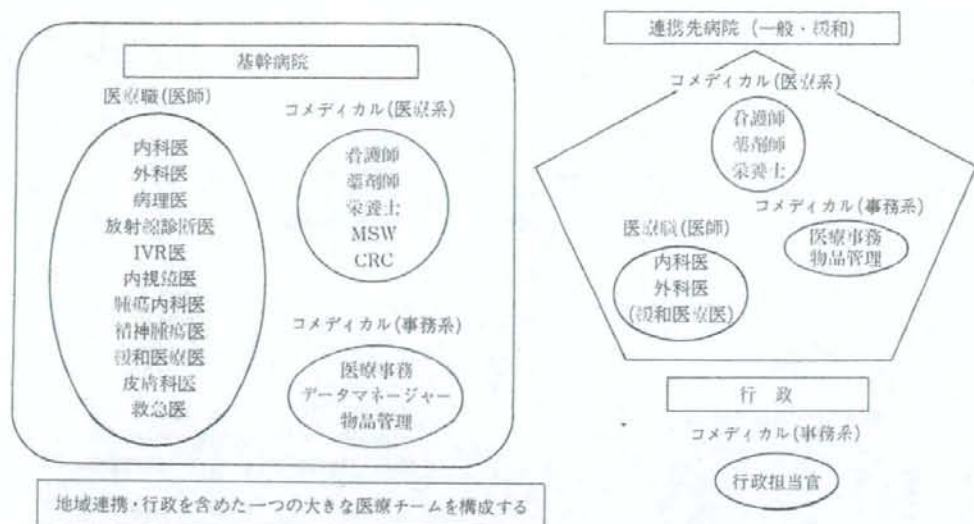 基幹病院
医療職(医師)
内科医
外科医
病理医
放射線診断医
IVR医
内視鏡医
腫瘍内科医
精神腫瘍医
緩和医療医
皮膚科医
救急医
コメディカル(医療系)
看護師
薬剤師
栄養士
MSW
CRC
コメディカル(事務系)
医療事務
データマネージャー
物品管理
地域連携・行政を含めた一つの大きな医療チームを構成する
連携先病院 (一般・緩和)
コメディカル(医療系)
看護師
薬剤師
栄養士
コメディカル(事務系)
医療事務
物品管理
医療職(医師)
内科医
外科医
(緩和医療医)
行 政
コメディカル(事務系)
行政担当官